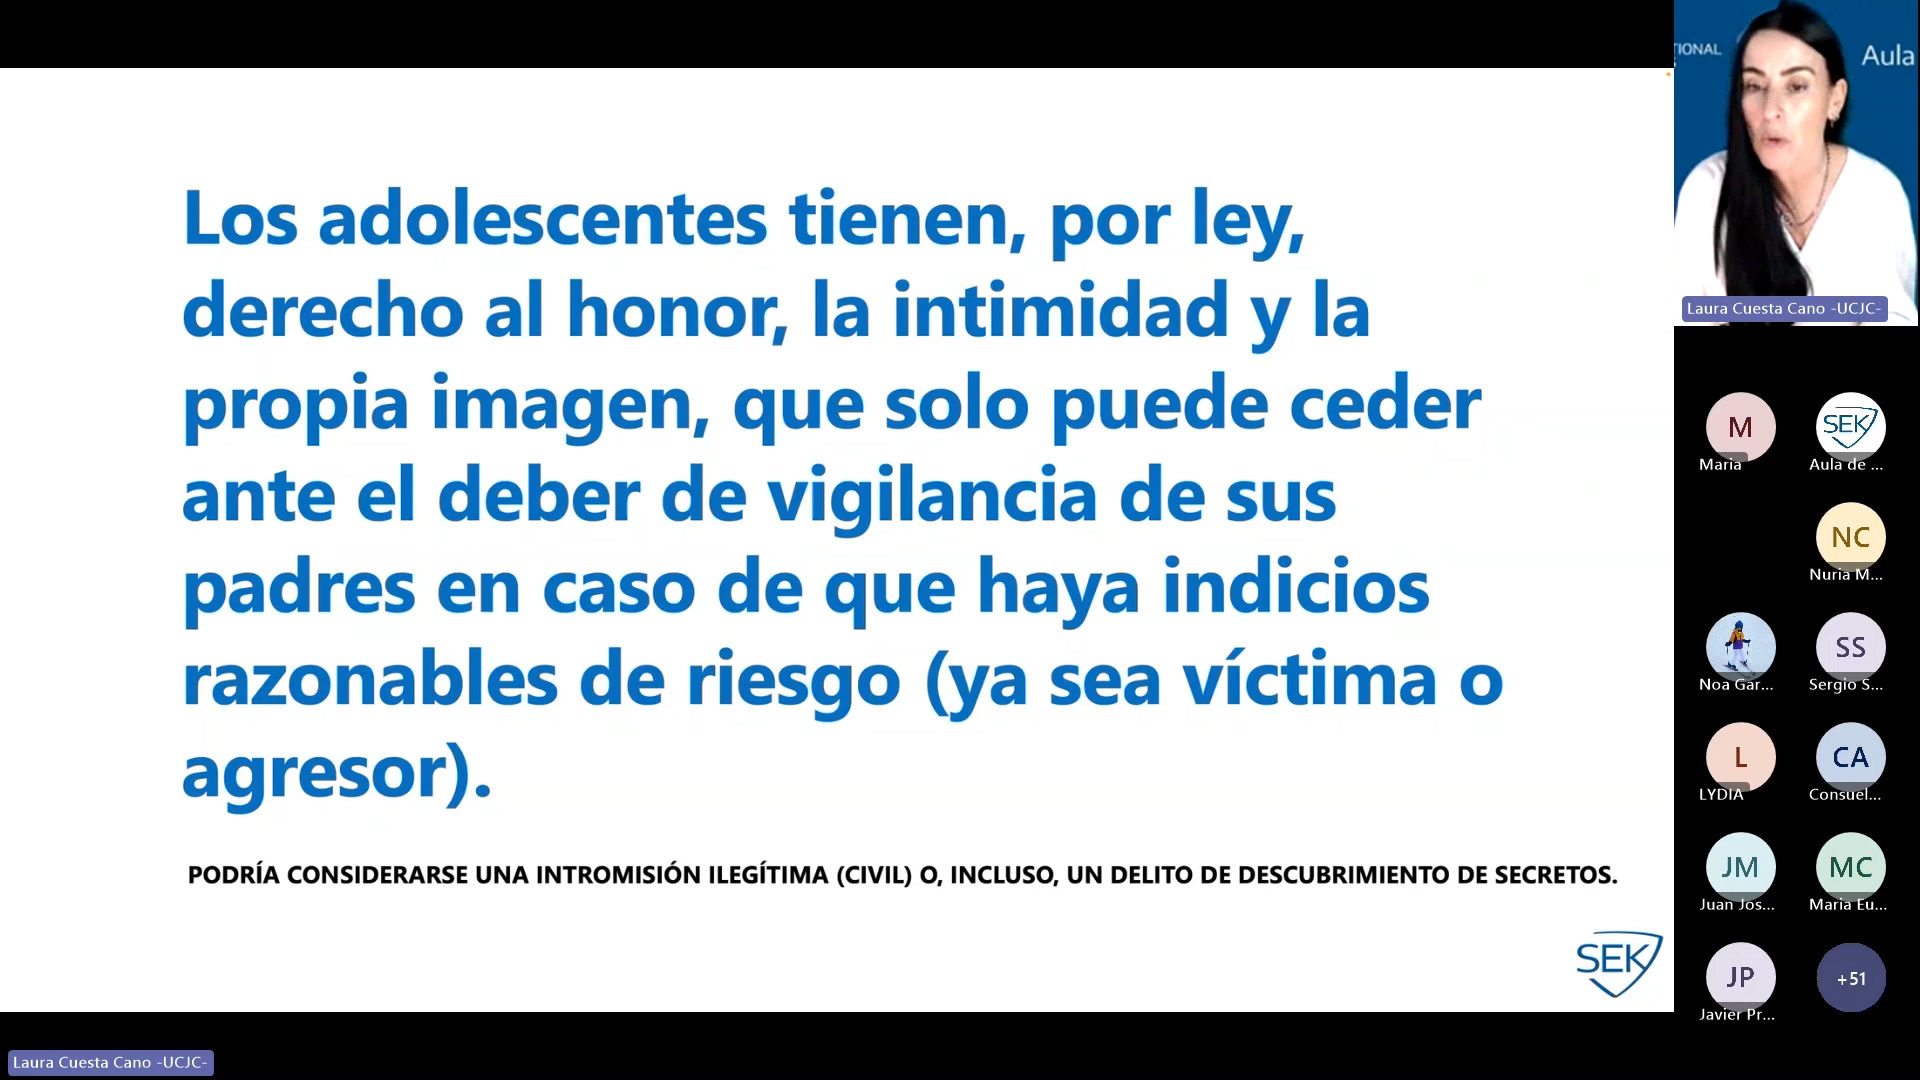 Los adolescentes tienen, por ley,
derecho al honor, la intimidad y la
propia imagen, que solo puede ceder
ante el deber de vigilancia de sus
padres en caso de que haya indicios
razonables de riesgo (ya sea víctima o
agresor).
PODRÍA CONSIDERARSE UNA INTROMISIÓN ILEGÍTIMA (CIVIL) O, INCLUSO, UN DELITO DE DESCUBRIMIENTO DE SECRETOS.
SEK
Laura Cuesta Cano -UCJC-
TIONAL
Aula
Laura Cuesta Cano -UCJC-
M
Maria
SEK
Aula de ...
NC
Nuria M...
Noa Gar...
SS
Sergio S...
L
LYDIA
CA
Consuel...
JM
Juan Jos...
MC
Maria Eu...
JP
Javier Pr...
+51